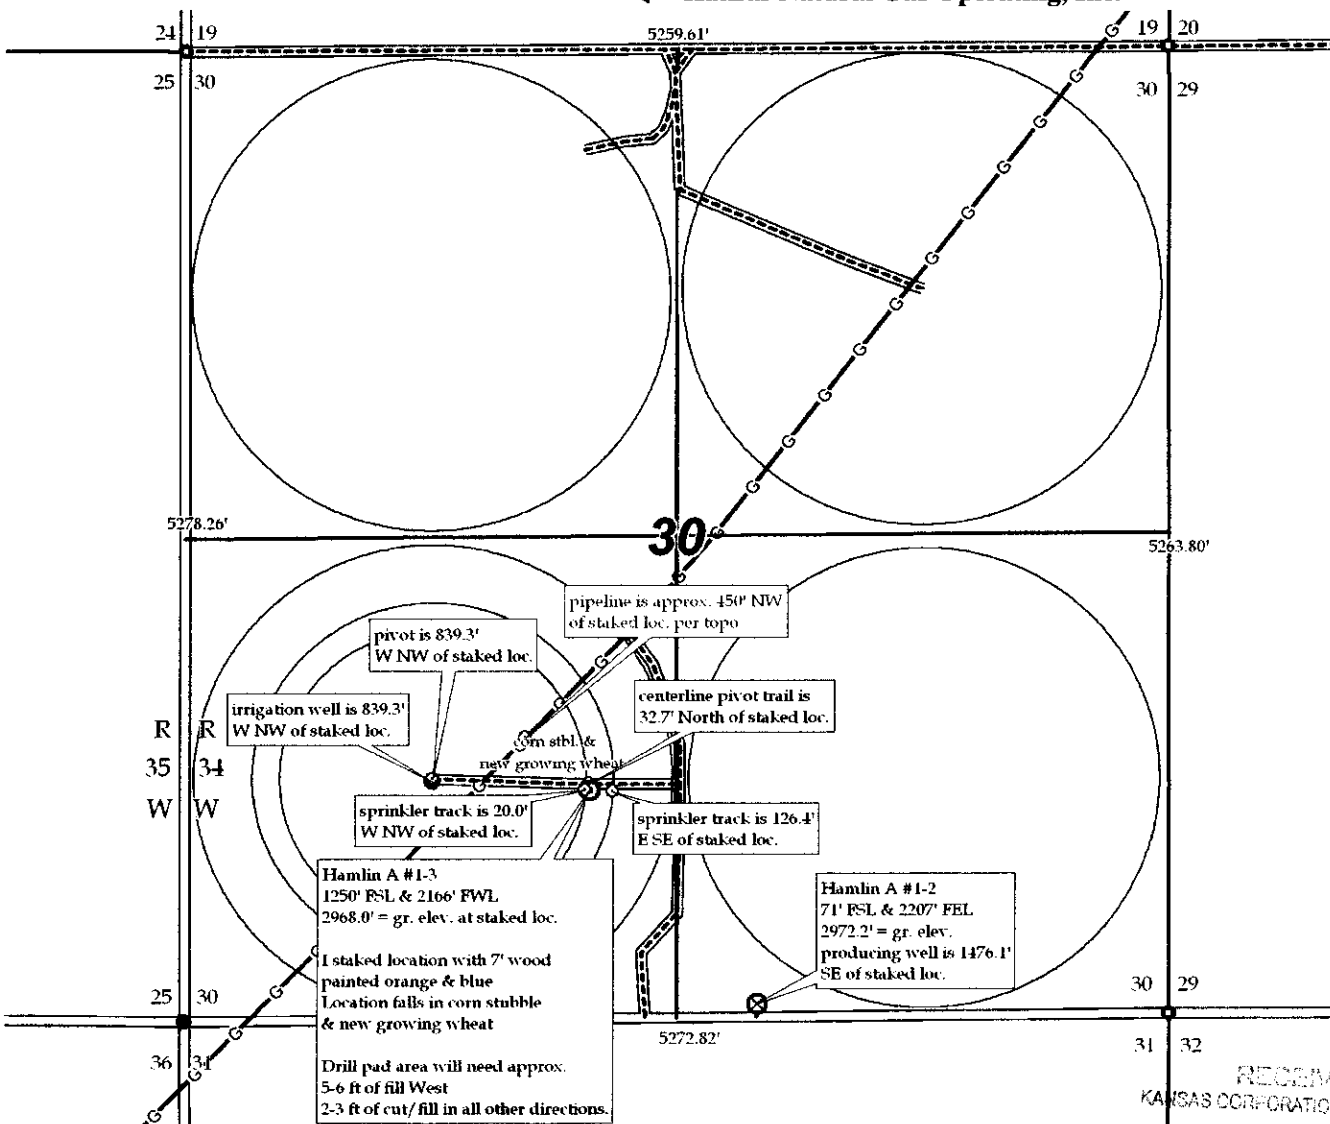 24 19
5259.61'
19 20
25 30
30 29
G
G
G
G
G
G
G
G
G
G
G
G
5278.26'
30
5263.80'
G
pipeline is approx. 450' NW
of staked loc. per topo
pivot is 839.3'
W NW of staked loc.
G
centerline pivot trail is
32.7' North of staked loc.
irrigation well is 839.3'
W NW of staked loc.
G
R R
35 34
W W
corn stbl. &
new growing wheat
G
sprinkler track is 20.0'
W NW of staked loc.
sprinkler track is 126.4'
E SE of staked loc.
Hamlin A #1-3
1250' FSL & 2166' FWL
2968.0' = gr. elev. at staked loc.
I staked location with 7' wood
painted orange & blue
Location falls in corn stubble
& new growing wheat
Drill pad area will need approx.
5-6 ft of fill West
2-3 ft of cut/fill in all other directions.
Hamlin A #1-2
71' FSL & 2207' FEL
2972.2' = gr. elev.
producing well is 1476.1'
SE of staked loc.
G
G
25 30
30 29
G
5272.82'
36 31
31 32
G
G
KANSAS CORPORATIO